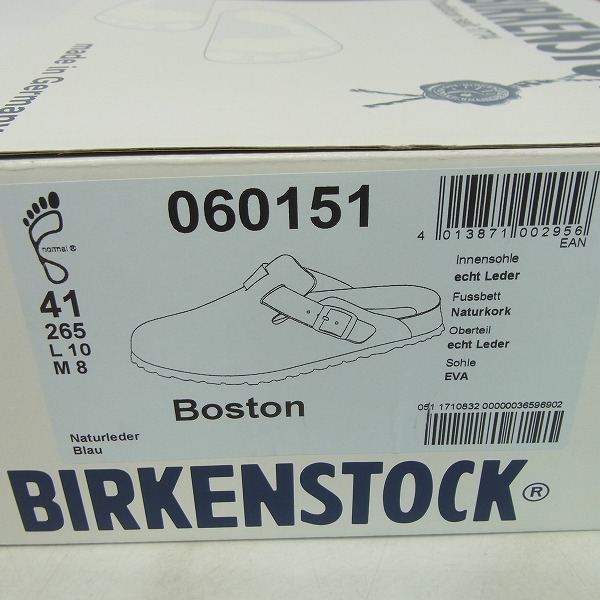 BIRKENSTOCK
made in Germany
060151
4 013871 002956
EAN
normal ®
41
265
L 10
M 8
Innensohle
echt Leder
Fussbett
Naturkork
Oberteil
echt Leder
Sohle
EVA
Boston
051 1710832 00000036596902
Naturleder
Blau
BIRKENSTOCK®